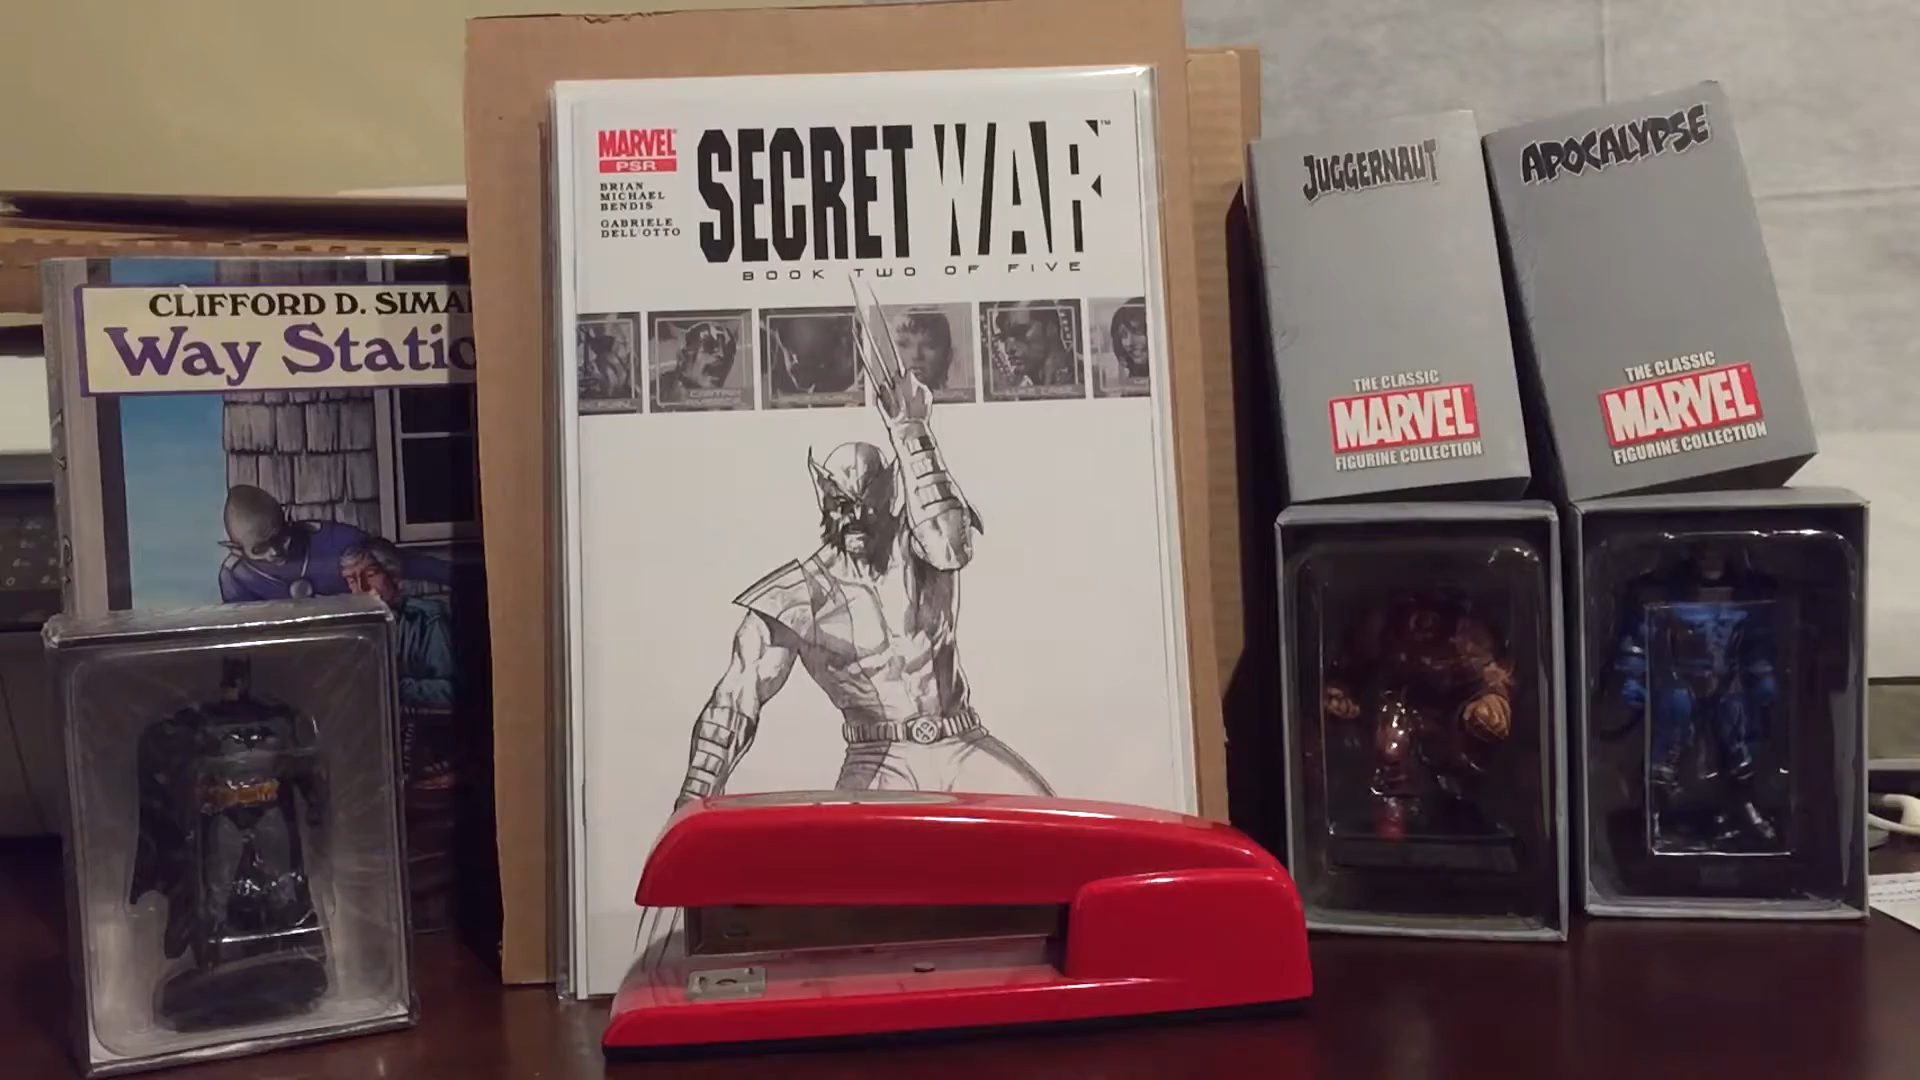 MARVEL
PSR
BRIAN
MICHAEL
BENDIS
GABRIELE
DELL'OTTO
SECRET WAR™
BOOK TWO OF FIVE
CLIFFORD D. SIMA
Way Statio
JUGGERNAUT
THE CLASSIC
MARVEL
FIGURINE COLLECTION
APOCALYPSE
THE CLASSIC
MARVEL
FIGURINE COLLECTION